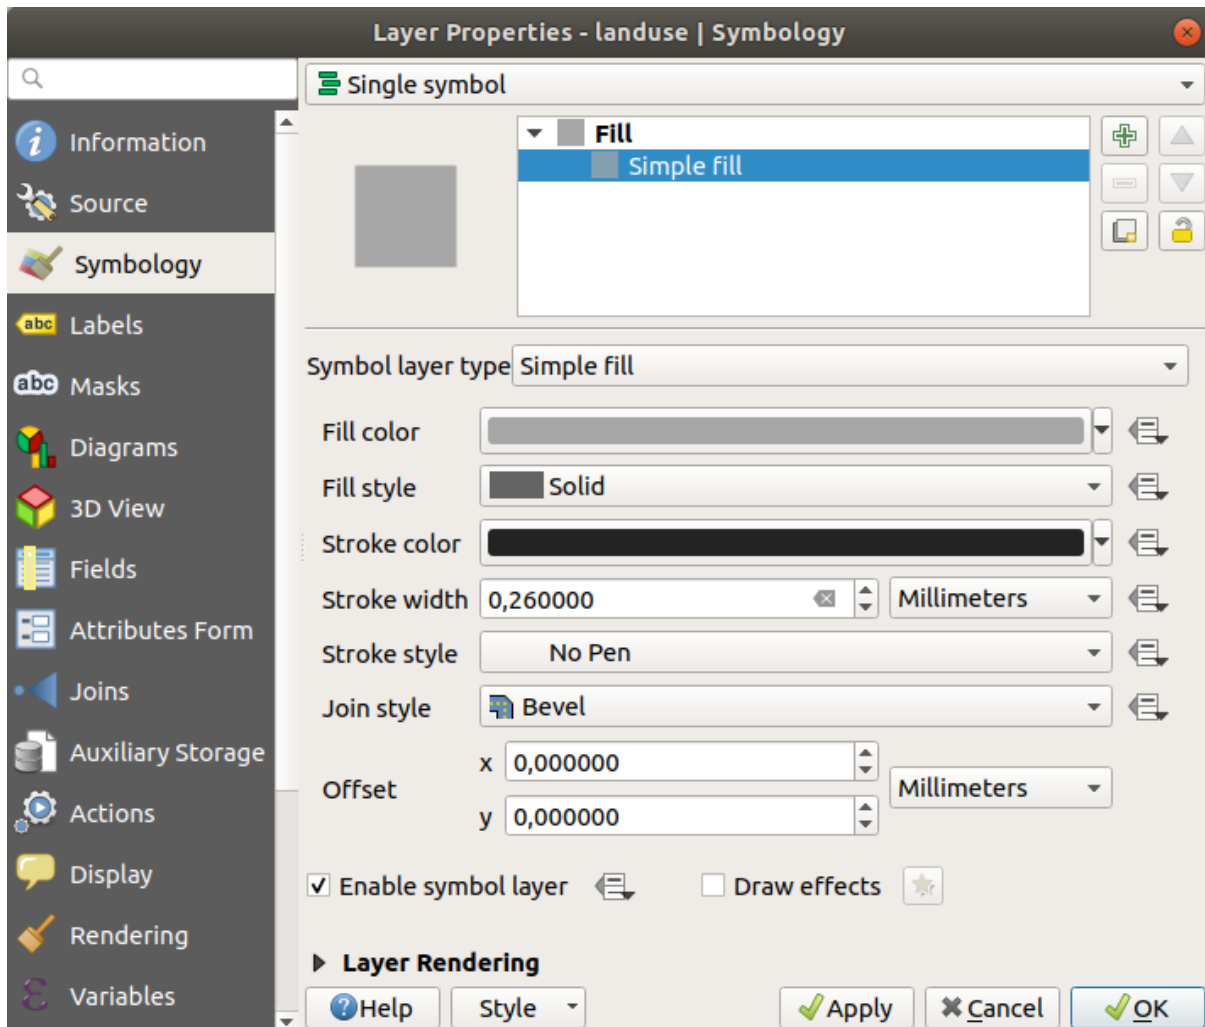 Layer Properties - landuse | Symbology
Single symbol
Information
Source
Symbology
Labels
Masks
Diagrams
3D View
Fields
Attributes Form
Joins
Auxiliary Storage
Actions
Display
Rendering
Variables
Fill
Simple fill
Symbol layer type Simple fill
Fill color
Fill style Solid
Stroke color
Stroke width 0,260000 Millimeters
Stroke style No Pen
Join style Bevel
Offset x 0,000000 Millimeters
y 0,000000
Enable symbol layer Draw effects
Layer Rendering
Help Style Apply Cancel OK
abc
abc